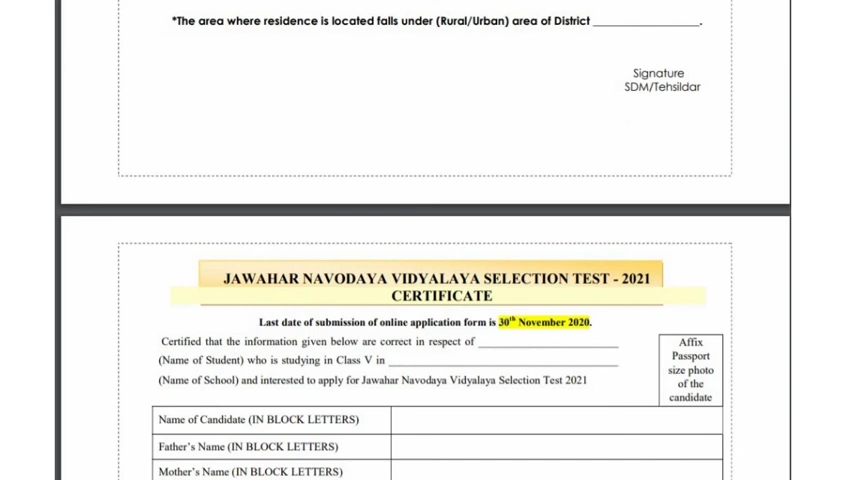 *The area where residence is located falls under (Rural/Urban) area of District __________________.
Signature
SDM/Tehsildar
JAWAHAR NAVODAYA VIDYALAYA SELECTION TEST - 2021
CERTIFICATE
Last date of submission of online application form is 30th November 2020.
Certified that the information given below are correct in respect of _________________________
(Name of Student) who is studying in Class V in _________________________________________
(Name of School) and interested to apply for Jawahar Navodaya Vidyalaya Selection Test 2021
Affix
Passport
size photo
of the
candidate
Name of Candidate (IN BLOCK LETTERS)
Father's Name (IN BLOCK LETTERS)
Mother's Name (IN BLOCK LETTERS)